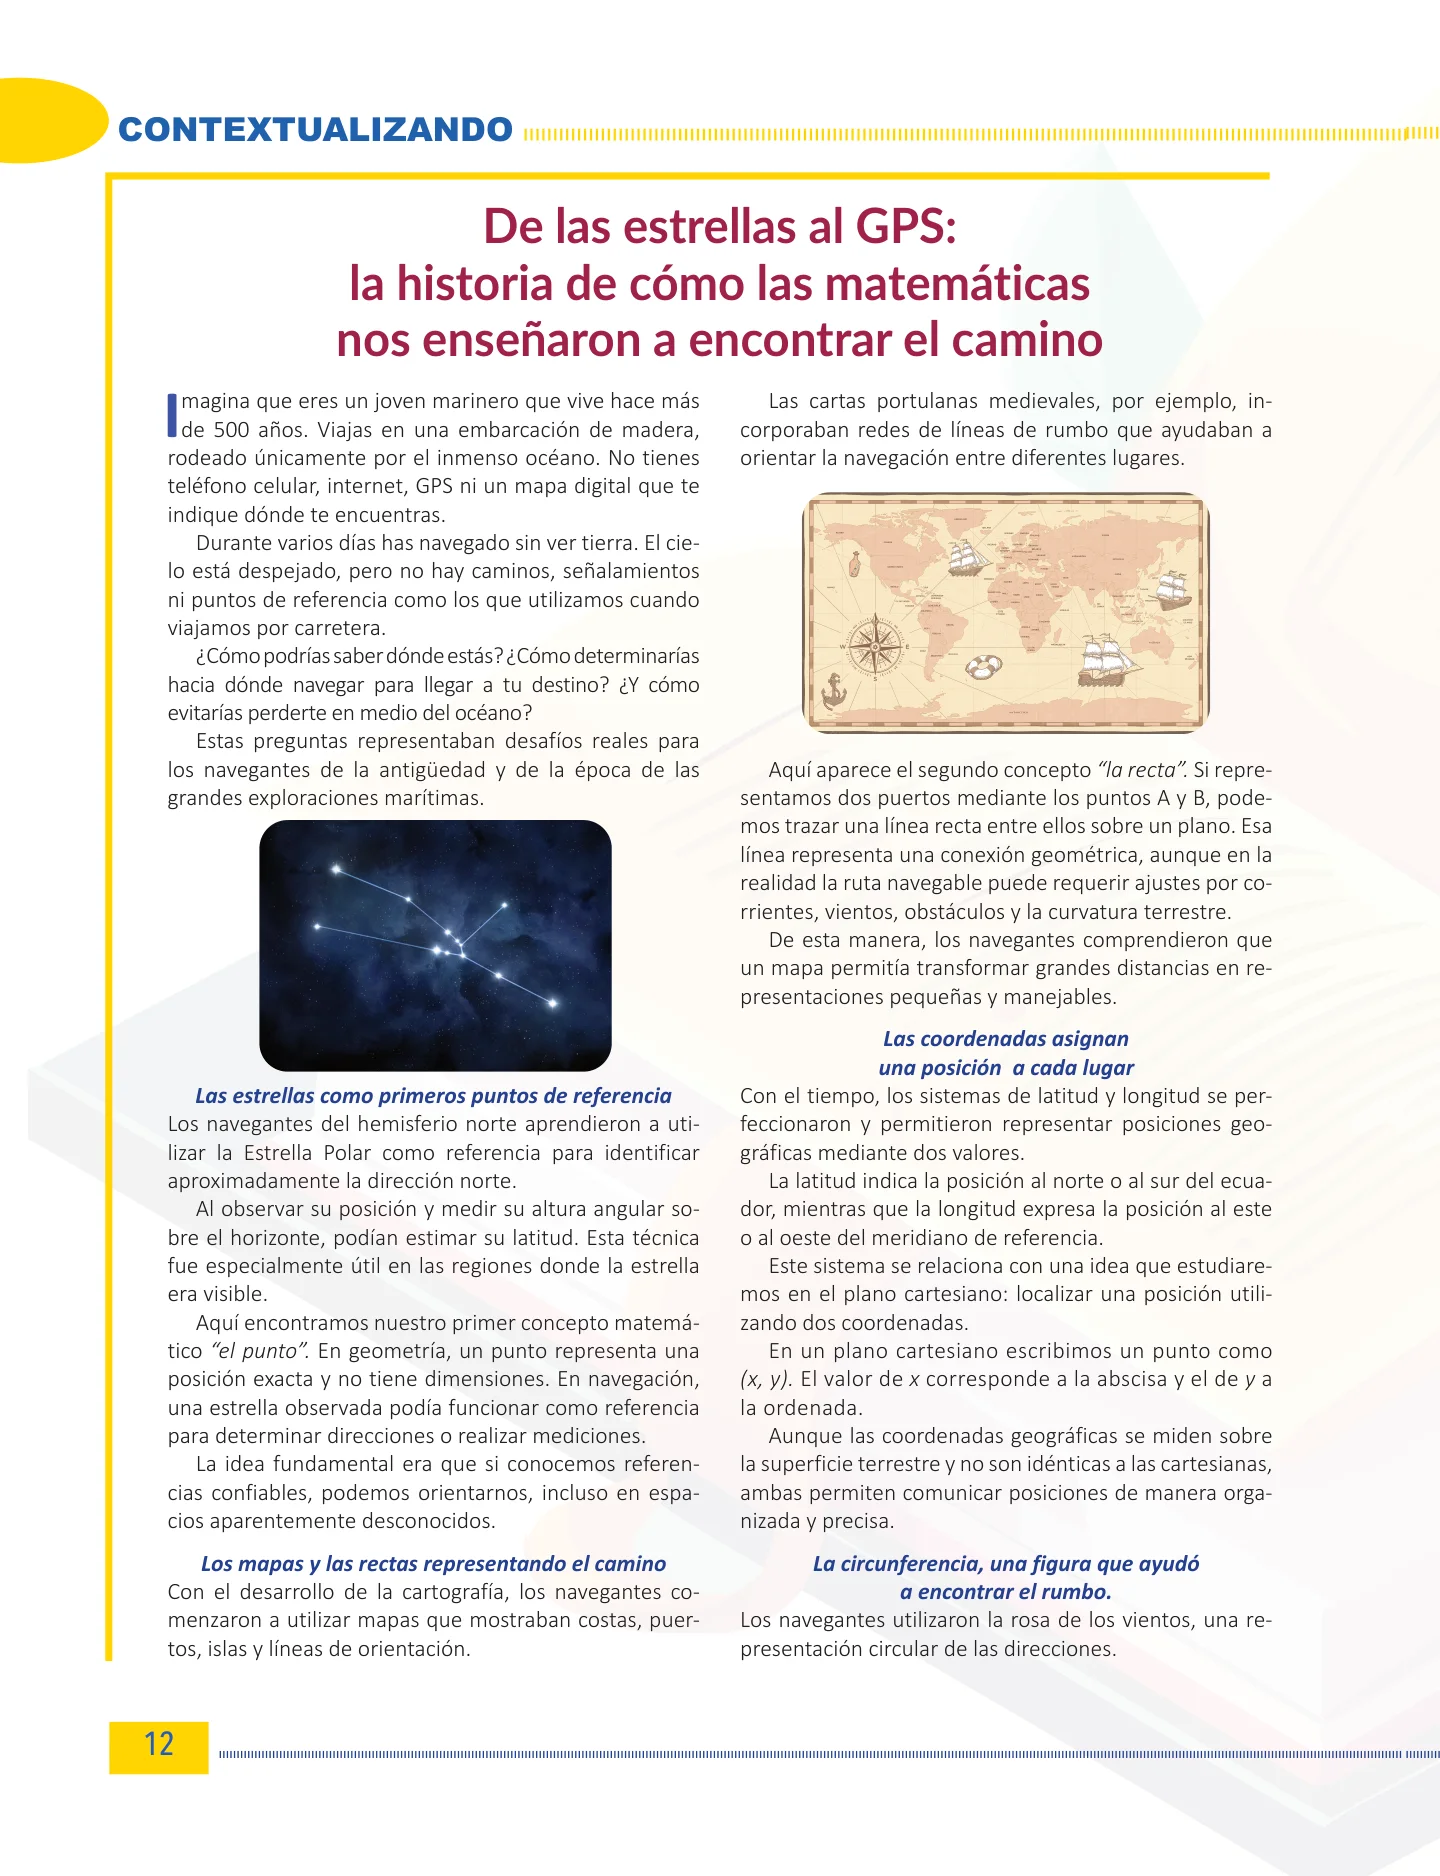 CONTEXTUALIZANDO
De las estrellas al GPS:
la historia de cómo las matemáticas
nos enseñaron a encontrar el camino
Imagina que eres un joven marinero que vive hace más
de 500 años. Viajas en una embarcación de madera,
rodeado únicamente por el inmenso océano. No tienes
teléfono celular, internet, GPS ni un mapa digital que te
indique dónde te encuentras.
Durante varios días has navegado sin ver tierra. El cie-
lo está despejado, pero no hay caminos, señalamientos
ni puntos de referencia como los que utilizamos cuando
viajamos por carretera.
¿Cómo podrías saber dónde estás? ¿Cómo determinarías
hacia dónde navegar para llegar a tu destino? ¿Y cómo
evitarías perderte en medio del océano?
Estas preguntas representaban desafíos reales para
los navegantes de la antigüedad y de la época de las
grandes exploraciones marítimas.
Las estrellas como primeros puntos de referencia
Los navegantes del hemisferio norte aprendieron a uti-
lizar la Estrella Polar como referencia para identificar
aproximadamente la dirección norte.
Al observar su posición y medir su altura angular so-
bre el horizonte, podían estimar su latitud. Esta técnica
fue especialmente útil en las regiones donde la estrella
era visible.
Aquí encontramos nuestro primer concepto matemá-
tico “el punto”. En geometría, un punto representa una
posición exacta y no tiene dimensiones. En navegación,
una estrella observada podía funcionar como referencia
para determinar direcciones o realizar mediciones.
La idea fundamental era que si conocemos referen-
cias confiables, podemos orientarnos, incluso en espa-
cios aparentemente desconocidos.
Los mapas y las rectas representando el camino
Con el desarrollo de la cartografía, los navegantes co-
menzaron a utilizar mapas que mostraban costas, puer-
tos, islas y líneas de orientación.
Las cartas portulanas medievales, por ejemplo, in-
corporaban redes de líneas de rumbo que ayudaban a
orientar la navegación entre diferentes lugares.
W
E
S
Aquí aparece el segundo concepto “la recta”. Si repre-
sentamos dos puertos mediante los puntos A y B, pode-
mos trazar una línea recta entre ellos sobre un plano. Esa
línea representa una conexión geométrica, aunque en la
realidad la ruta navegable puede requerir ajustes por co-
rrientes, vientos, obstáculos y la curvatura terrestre.
De esta manera, los navegantes comprendieron que
un mapa permitía transformar grandes distancias en re-
presentaciones pequeñas y manejables.
Las coordenadas asignan
una posición a cada lugar
Con el tiempo, los sistemas de latitud y longitud se per-
feccionaron y permitieron representar posiciones geo-
gráficas mediante dos valores.
La latitud indica la posición al norte o al sur del ecua-
dor, mientras que la longitud expresa la posición al este
o al oeste del meridiano de referencia.
Este sistema se relaciona con una idea que estudiare-
mos en el plano cartesiano: localizar una posición utili-
zando dos coordenadas.
En un plano cartesiano escribimos un punto como
(x, y). El valor de x corresponde a la abscisa y el de y a
la ordenada.
Aunque las coordenadas geográficas se miden sobre
la superficie terrestre y no son idénticas a las cartesianas,
ambas permiten comunicar posiciones de manera orga-
nizada y precisa.
La circunferencia, una figura que ayudó
a encontrar el rumbo.
Los navegantes utilizaron la rosa de los vientos, una re-
presentación circular de las direcciones.
12